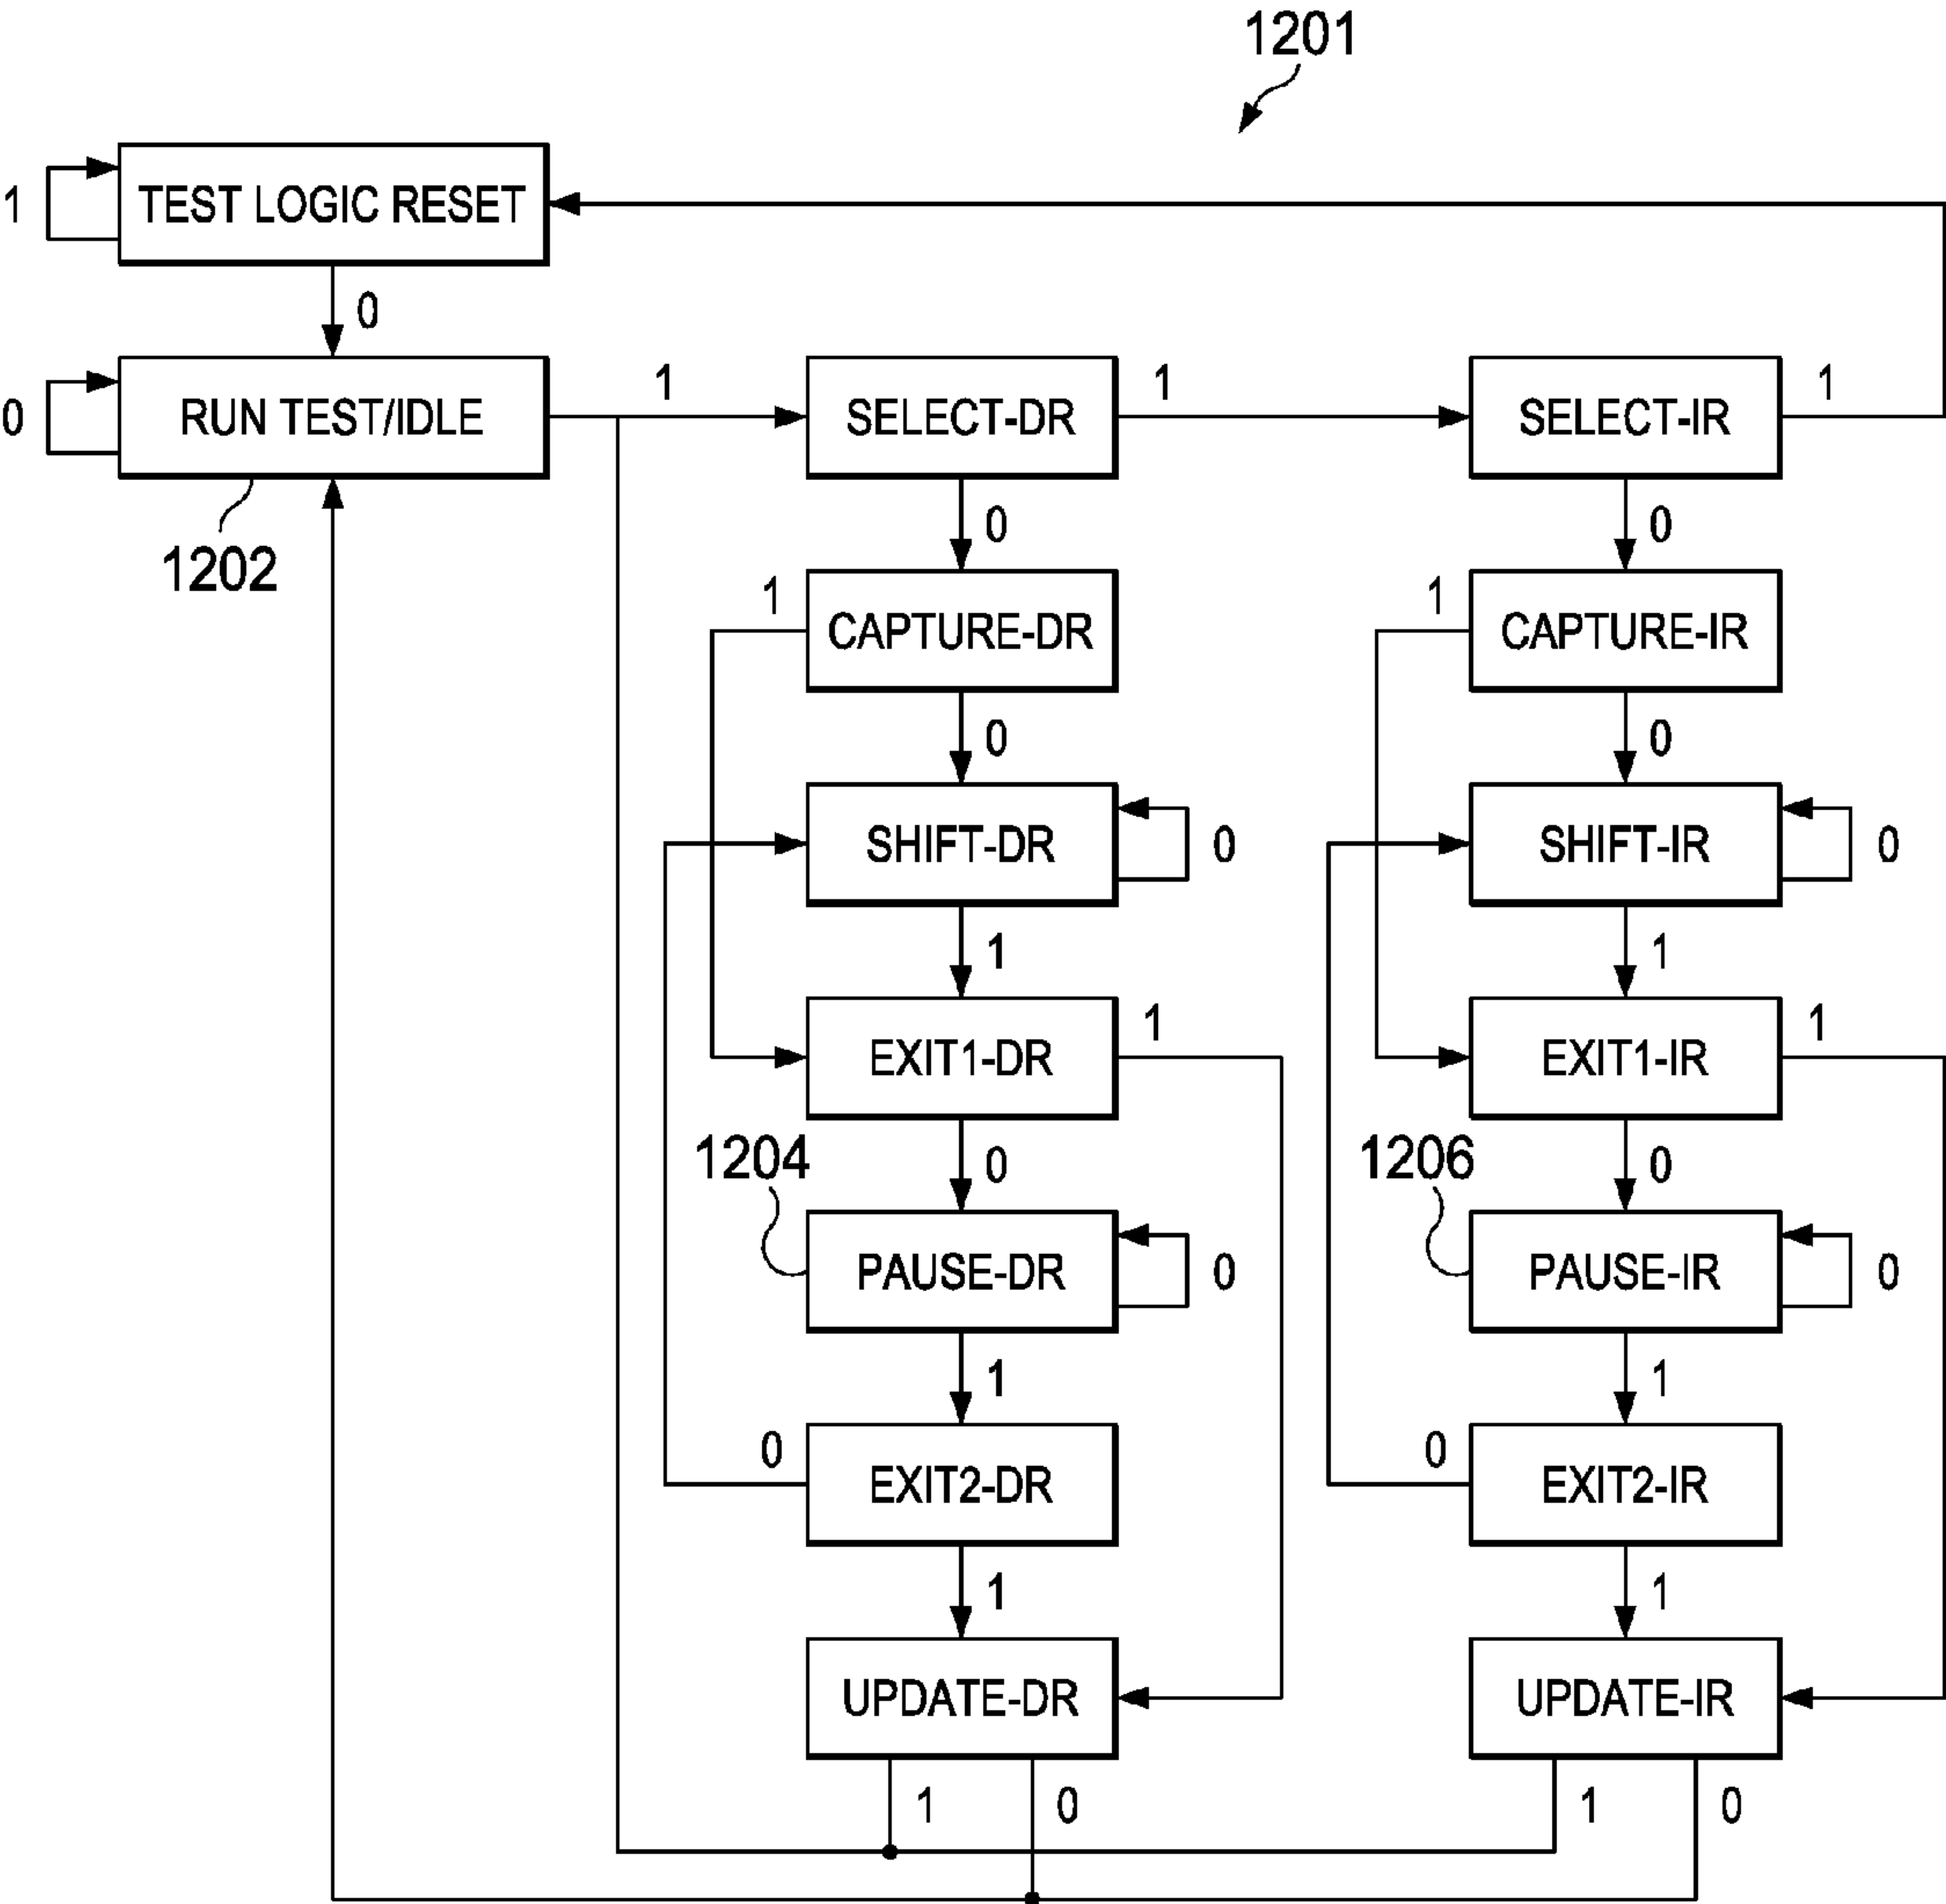 1201
TEST LOGIC RESET
1
0
RUN TEST/IDLE
0
1202
1
SELECT-DR
1
SELECT-IR
1
0
0
1
CAPTURE-DR
1
CAPTURE-IR
0
0
SHIFT-DR
0
SHIFT-IR
0
1
1
EXIT1-DR
1
EXIT1-IR
1
1204
0
1206
0
PAUSE-DR
0
PAUSE-IR
0
1
1
0
EXIT2-DR
0
EXIT2-IR
1
1
UPDATE-DR
UPDATE-IR
1
0
1
0